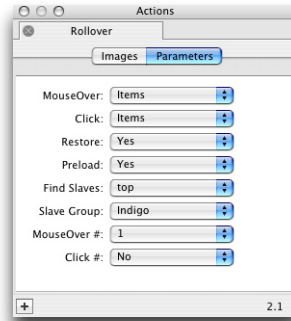 Actions
Rollover
Images Parameters
MouseOver: Items
Click: Items
Restore: Yes
Preload: Yes
Find Slaves: top
Slave Group: Indigo
MouseOver #: 1
Click #: No
+ 2.1